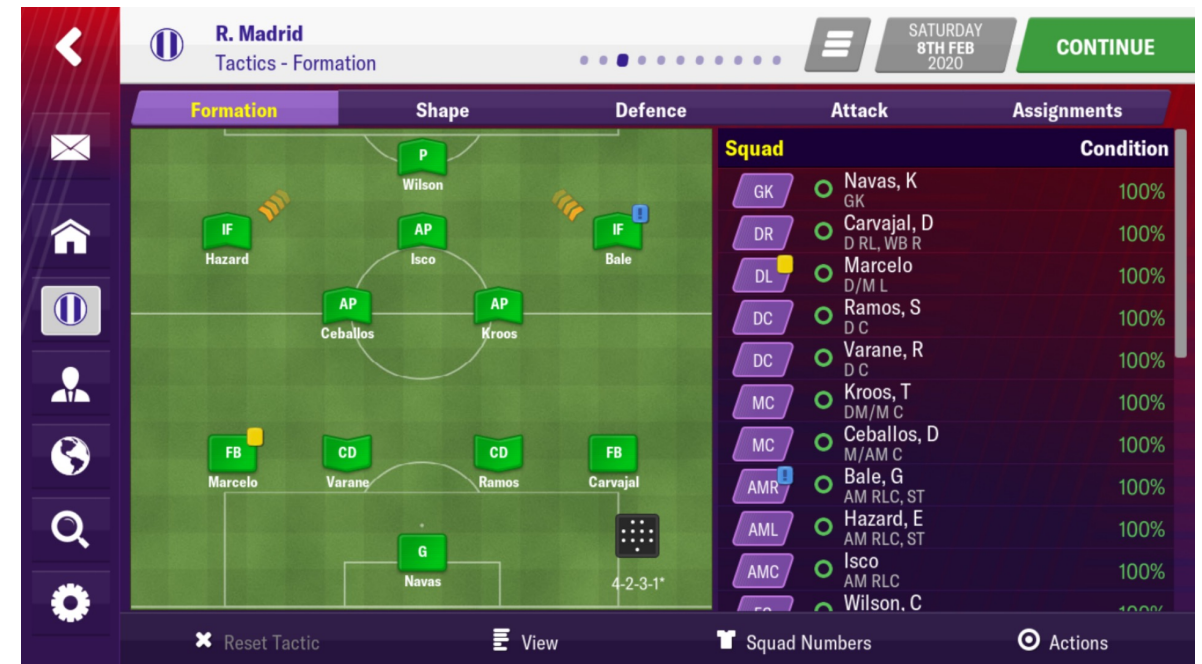 R. Madrid
Tactics - Formation
SATURDAY
8TH FEB
2020
CONTINUE
Formation Shape Defence Attack Assignments
P
Wilson
IF
Hazard
AP
Isco
IF
Bale
AP
Ceballos
AP
Kroos
FB
Marcelo
CD
Varane
CD
Ramos
FB
Carvajal
G
Navas
4-2-3-1*
Squad Condition
GK Navas, K 100%
GK
DR Carvajal, D 100%
D RL, WB R
DL Marcelo 100%
D/M L
DC Ramos, S 100%
D C
DC Varane, R 100%
D C
MC Kroos, T 100%
DM/M C
MC Ceballos, D 100%
M/AM C
AMR Bale, G 100%
AM RLC, ST
AML Hazard, E 100%
AM RLC, ST
AMC Isco 100%
AM RLC
Wilson, C
Reset Tactic View Squad Numbers Actions